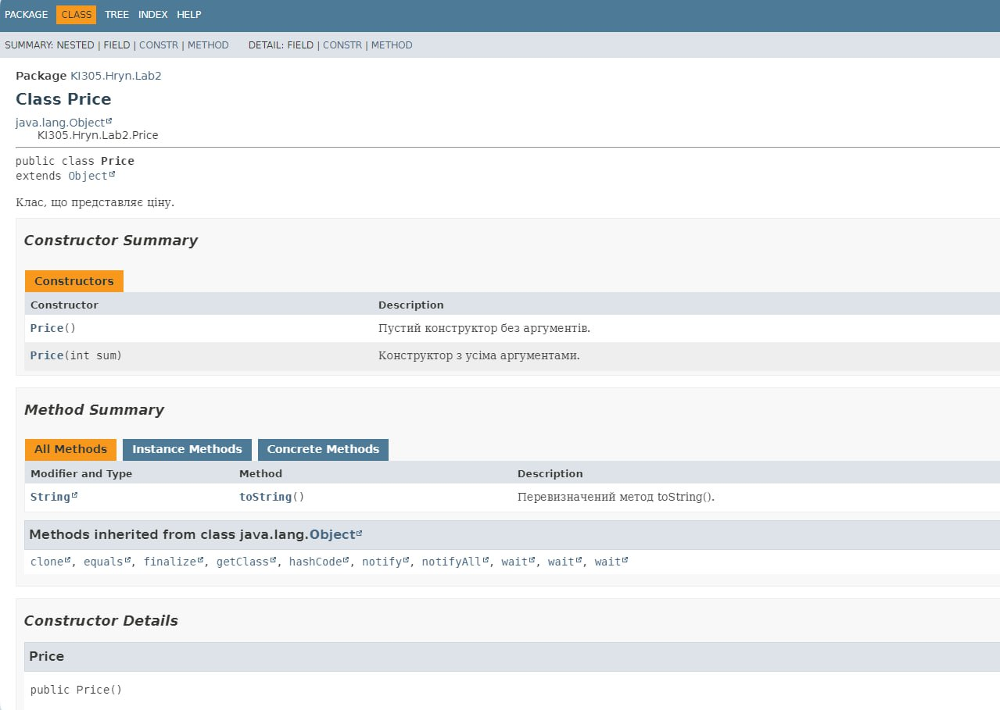 PACKAGE CLASS TREE INDEX HELP
SUMMARY: NESTED | FIELD | CONSTR | METHOD DETAIL: FIELD | CONSTR | METHOD
Package KI305.Hryn.Lab2
Class Price
java.lang.Object
KI305.Hryn.Lab2.Price
public class Price
extends Object
Клас, що представляє ціну.
Constructor Summary
Constructors
Constructor Description
Price() Пустий конструктор без аргументів.
Price(int sum) Конструктор з усіма аргументами.
Method Summary
All Methods Instance Methods Concrete Methods
Modifier and Type Method Description
String toString() Перевизначений метод toString().
Methods inherited from class java.lang.Object
clone, equals, finalize, getClass, hashCode, notify, notifyAll, wait, wait, wait
Constructor Details
Price
public Price()